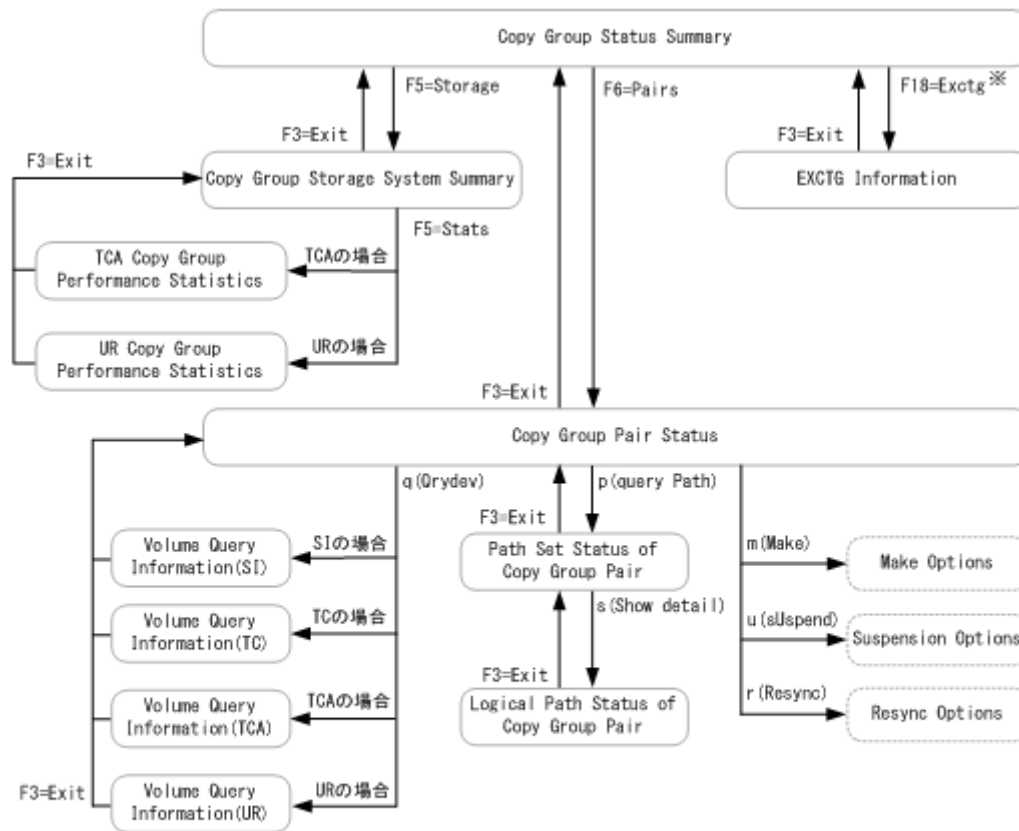 Copy Group Status Summary
F5=Storage
F6=Pairs
F18=Exctg※
F3=Exit
F3=Exit
F3=Exit
Copy Group Storage System Summary
EXCTG Information
F5=Stats
TCAの場合
TCA Copy Group
Performance Statistics
URの場合
UR Copy Group
Performance Statistics
F3=Exit
Copy Group Pair Status
q(Qrydev)
p(query Path)
F3=Exit
m(Make)
SIの場合
Volume Query
Information(SI)
Path Set Status of
Copy Group Pair
Make Options
s(Show detail)
u(sUspend)
TCの場合
Volume Query
Information(TC)
Suspension Options
F3=Exit
r(Resync)
TCAの場合
Volume Query
Information(TCA)
Logical Path Status of
Copy Group Pair
Resync Options
URの場合
F3=Exit
Volume Query
Information(UR)